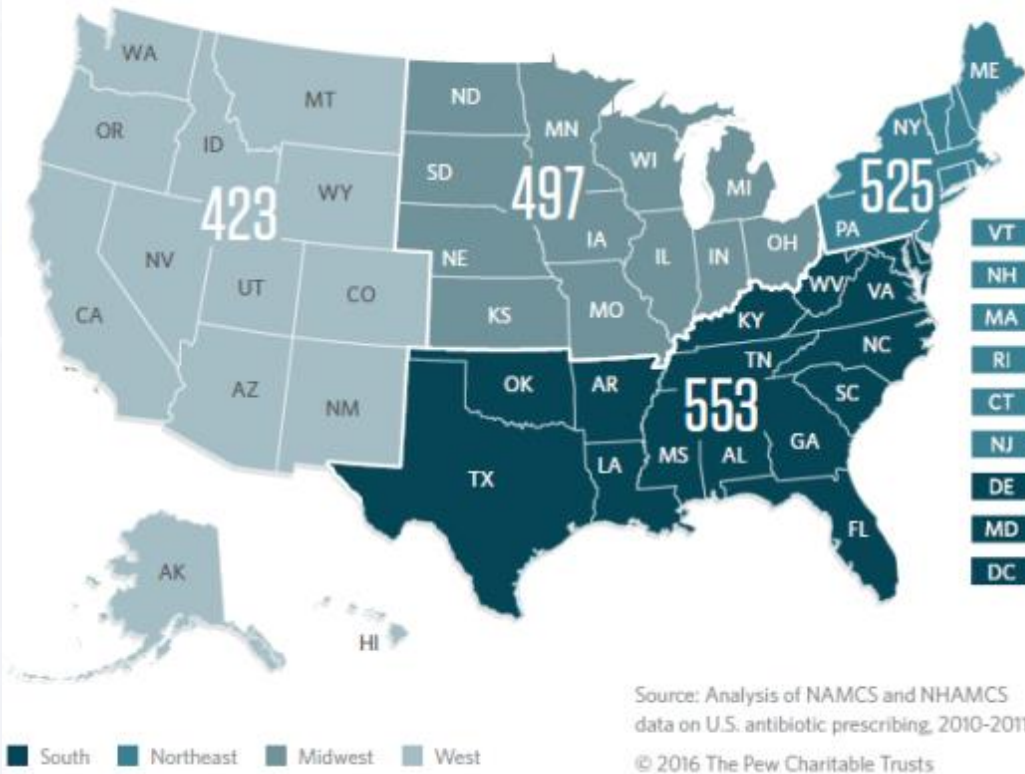 WA
MT
ND
ME
OR
ID
MN
NY
SD
WI
MI
WY
423
497
525
PA
NV
NE
IA
IL
IN
OH
VT
UT
CO
WV
VA
NH
CA
KS
MO
KY
MA
NC
RI
AZ
NM
OK
AR
TN
SC
CT
553
GA
NJ
TX
LA
MS
AL
DE
FL
MD
DC
AK
HI
Source: Analysis of NAMCS and NHAMCS
data on U.S. antibiotic prescribing, 2010-2011
South
Northeast
Midwest
West
© 2016 The Pew Charitable Trusts